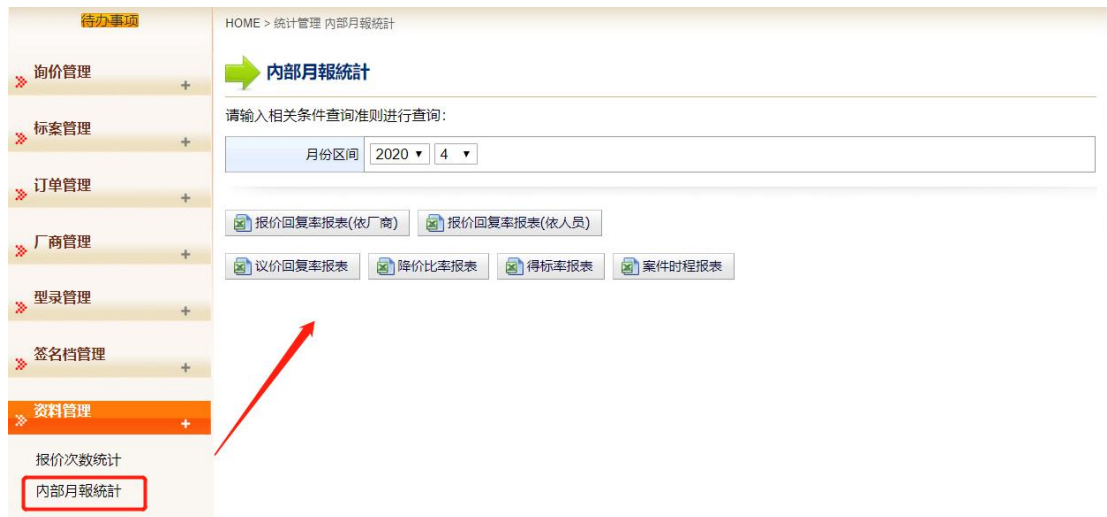 待办事项
询价管理
标案管理
订单管理
厂商管理
型录管理
签名档管理
资料管理
报价次数统计
内部月報統計
HOME > 统计管理 内部月報統計
内部月報統計
请输入相关条件查询准则进行查询:
月份区间 2020 4
报价回复率报表(依厂商) 报价回复率报表(依人员)
议价回复率报表 降价比率报表 得标率报表 案件时程报表